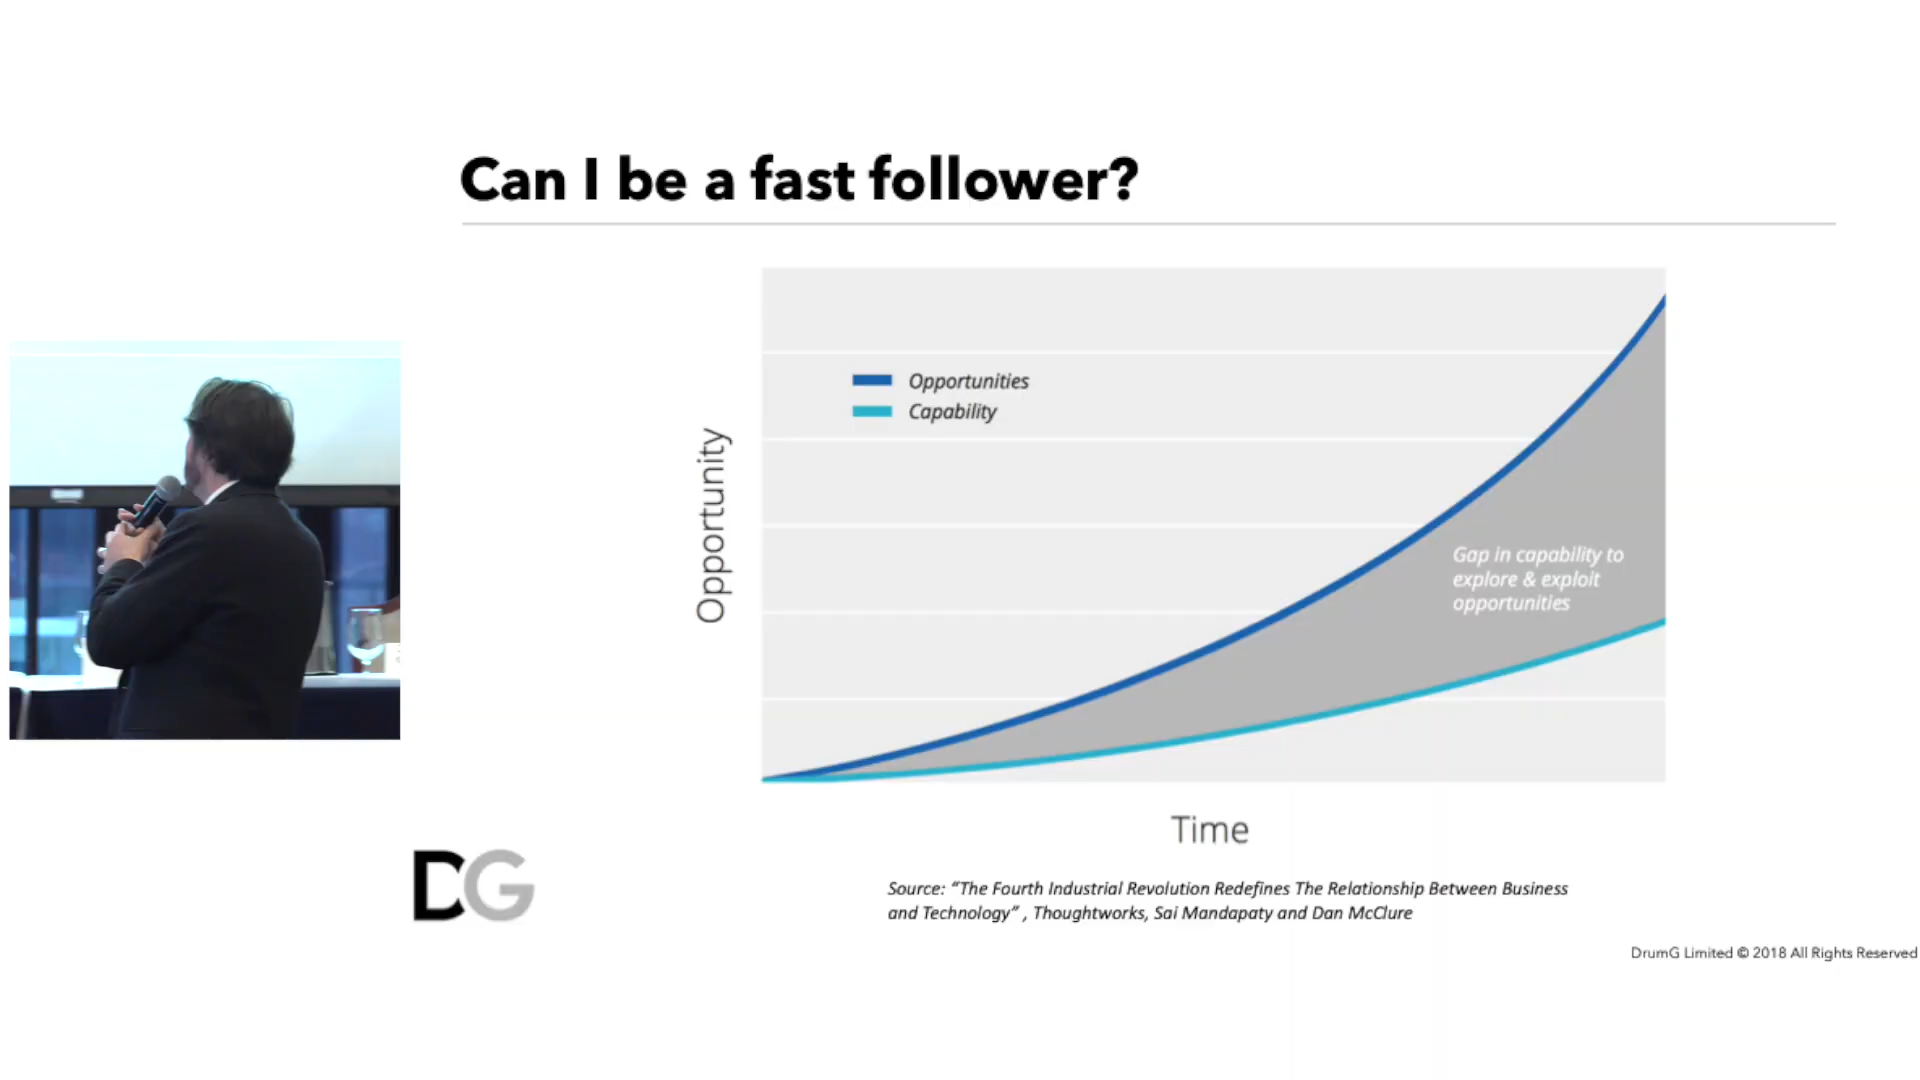 Can I be a fast follower?
Opportunities
Capability
Opportunity
Gap in capability to
explore & exploit
opportunities
Time
DG
Source: “The Fourth Industrial Revolution Redefines The Relationship Between Business
and Technology” , Thoughtworks, Sai Mandapaty and Dan McClure
DrumG Limited © 2018 All Rights Reserved